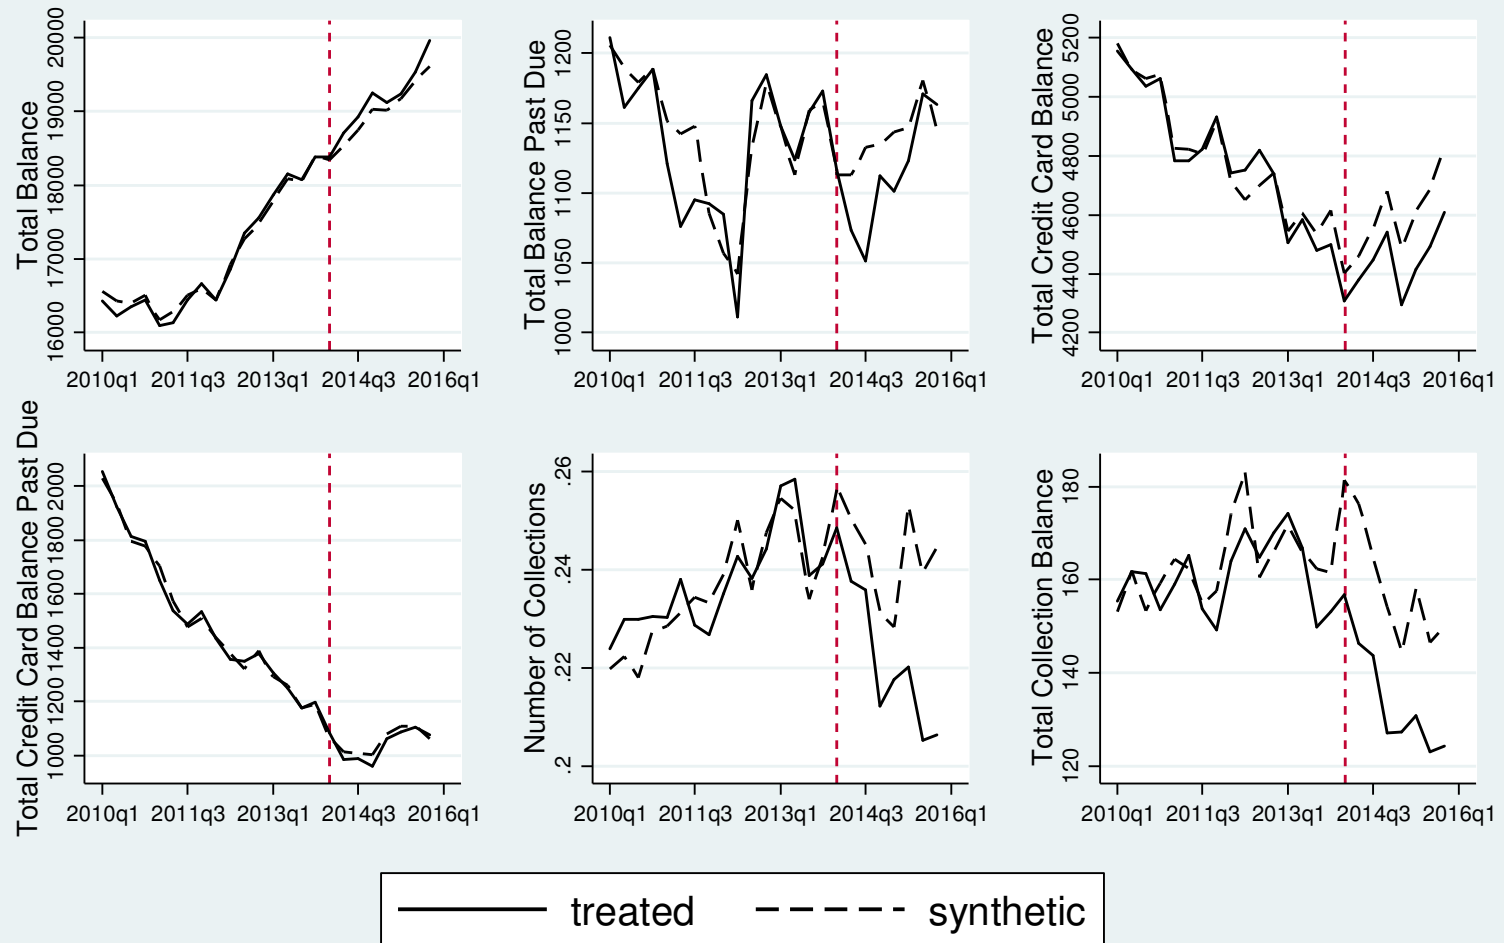 Total Balance
20000
19000
18000
17000
16000
2010q1 2011q3 2013q1 2014q3 2016q1
Total Balance Past Due
1200
1150
1100
1050
1000
2010q1 2011q3 2013q1 2014q3 2016q1
Total Credit Card Balance
5200
5000
4800
4600
4400
4200
2010q1 2011q3 2013q1 2014q3 2016q1
Total Credit Card Balance Past Due
2000
1800
1600
1400
1200
1000
2010q1 2011q3 2013q1 2014q3 2016q1
Number of Collections
.26
.24
.22
.2
2010q1 2011q3 2013q1 2014q3 2016q1
Total Collection Balance
180
160
140
120
2010q1 2011q3 2013q1 2014q3 2016q1
treated synthetic